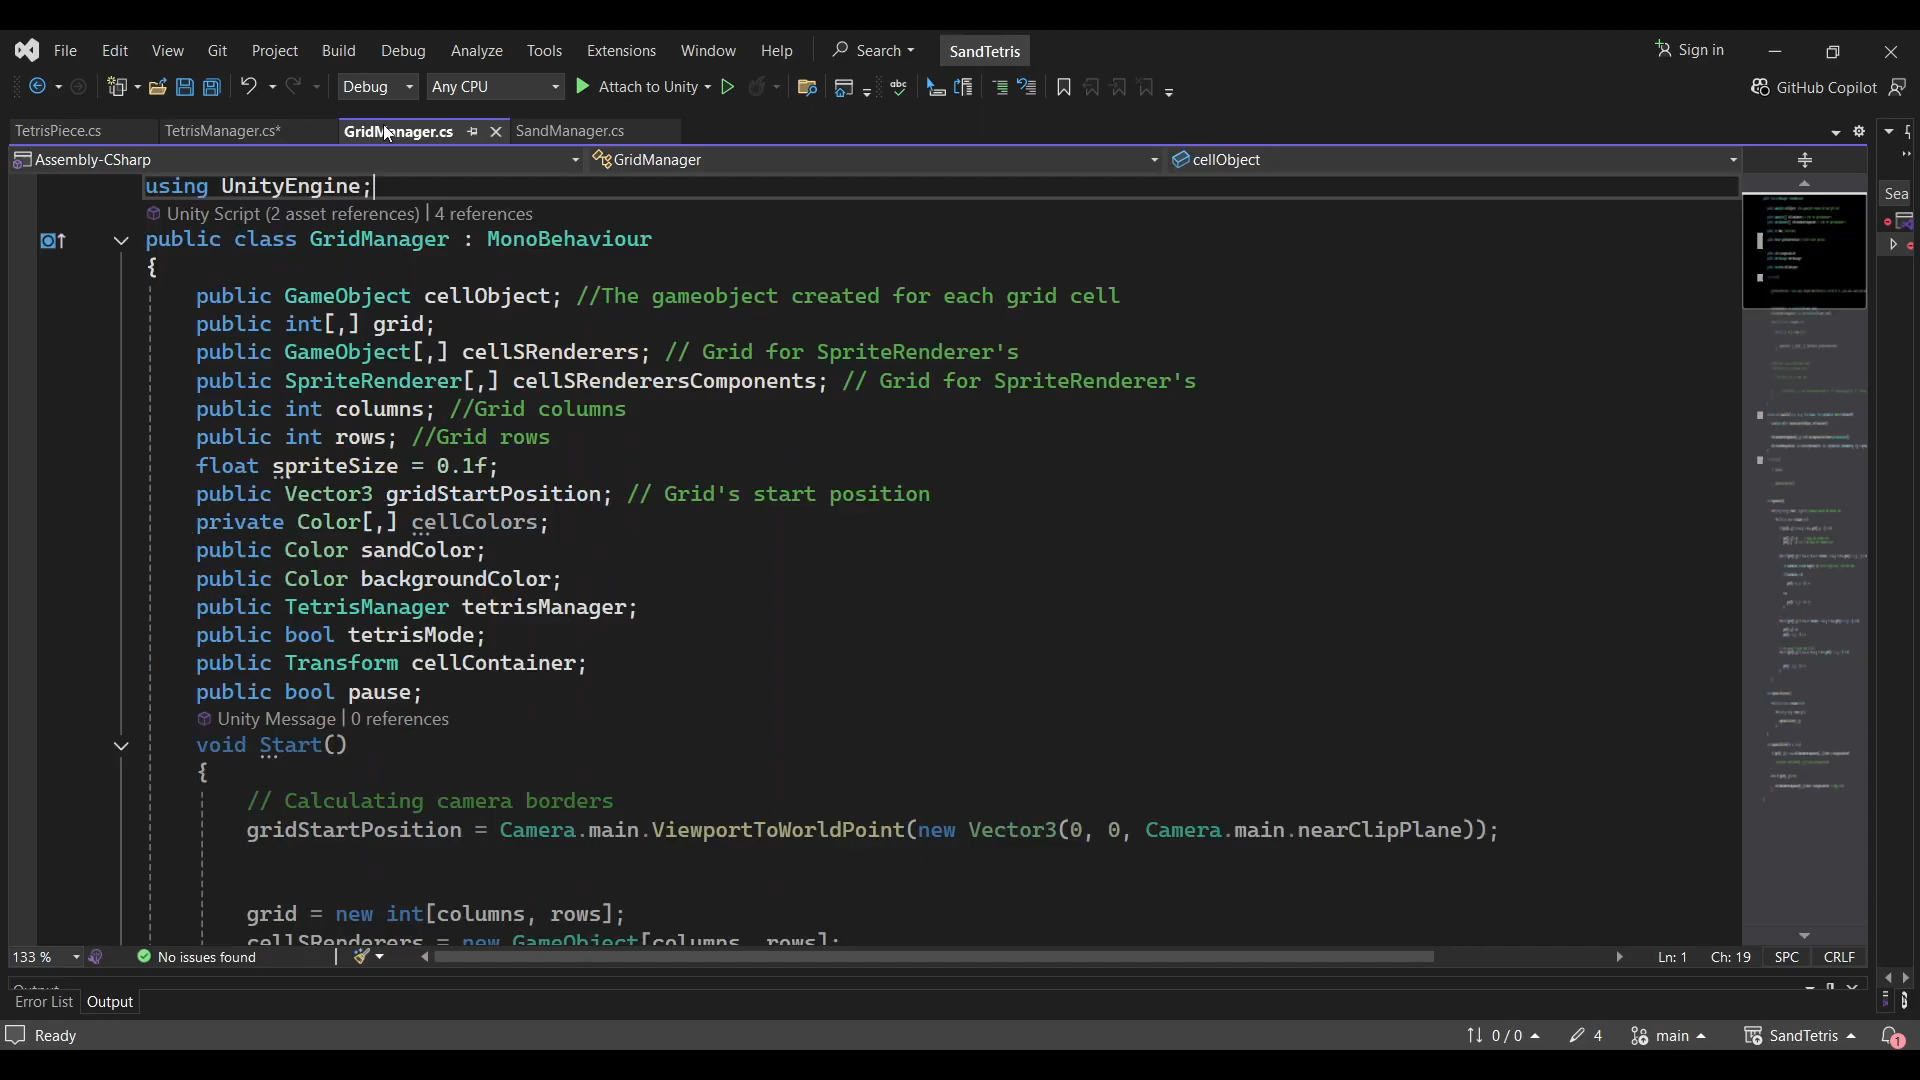 File Edit View Git Project Build Debug Analyze Tools Extensions Window Help Search SandTetris Sign in
Debug Any CPU Attach to Unity GitHub Copilot
TetrisPiece.cs TetrisManager.cs* GridManager.cs SandManager.cs
Assembly-CSharp GridManager cellObject
using UnityEngine;
Unity Script (2 asset references) | 4 references
public class GridManager : MonoBehaviour
{
public GameObject cellObject; //The gameobject created for each grid cell
public int[,] grid;
public GameObject[,] cellSRenderers; // Grid for SpriteRenderer's
public SpriteRenderer[,] cellSRenderersComponents; // Grid for SpriteRenderer's
public int columns; //Grid columns
public int rows; //Grid rows
float spriteSize = 0.1f;
public Vector3 gridStartPosition; // Grid's start position
private Color[,] cellColors;
public Color sandColor;
public Color backgroundColor;
public TetrisManager tetrisManager;
public bool tetrisMode;
public Transform cellContainer;
public bool pause;
Unity Message | 0 references
void Start()
{
// Calculating camera borders
gridStartPosition = Camera.main.ViewportToWorldPoint(new Vector3(0, 0, Camera.main.nearClipPlane));
grid = new int[columns, rows];
cellSRenderers = new GameObject[columns, rows];
Sea
133 % No issues found Ln: 1 Ch: 19 SPC CRLF
Output
Error List Output
Ready 0 / 0 4 main SandTetris 1